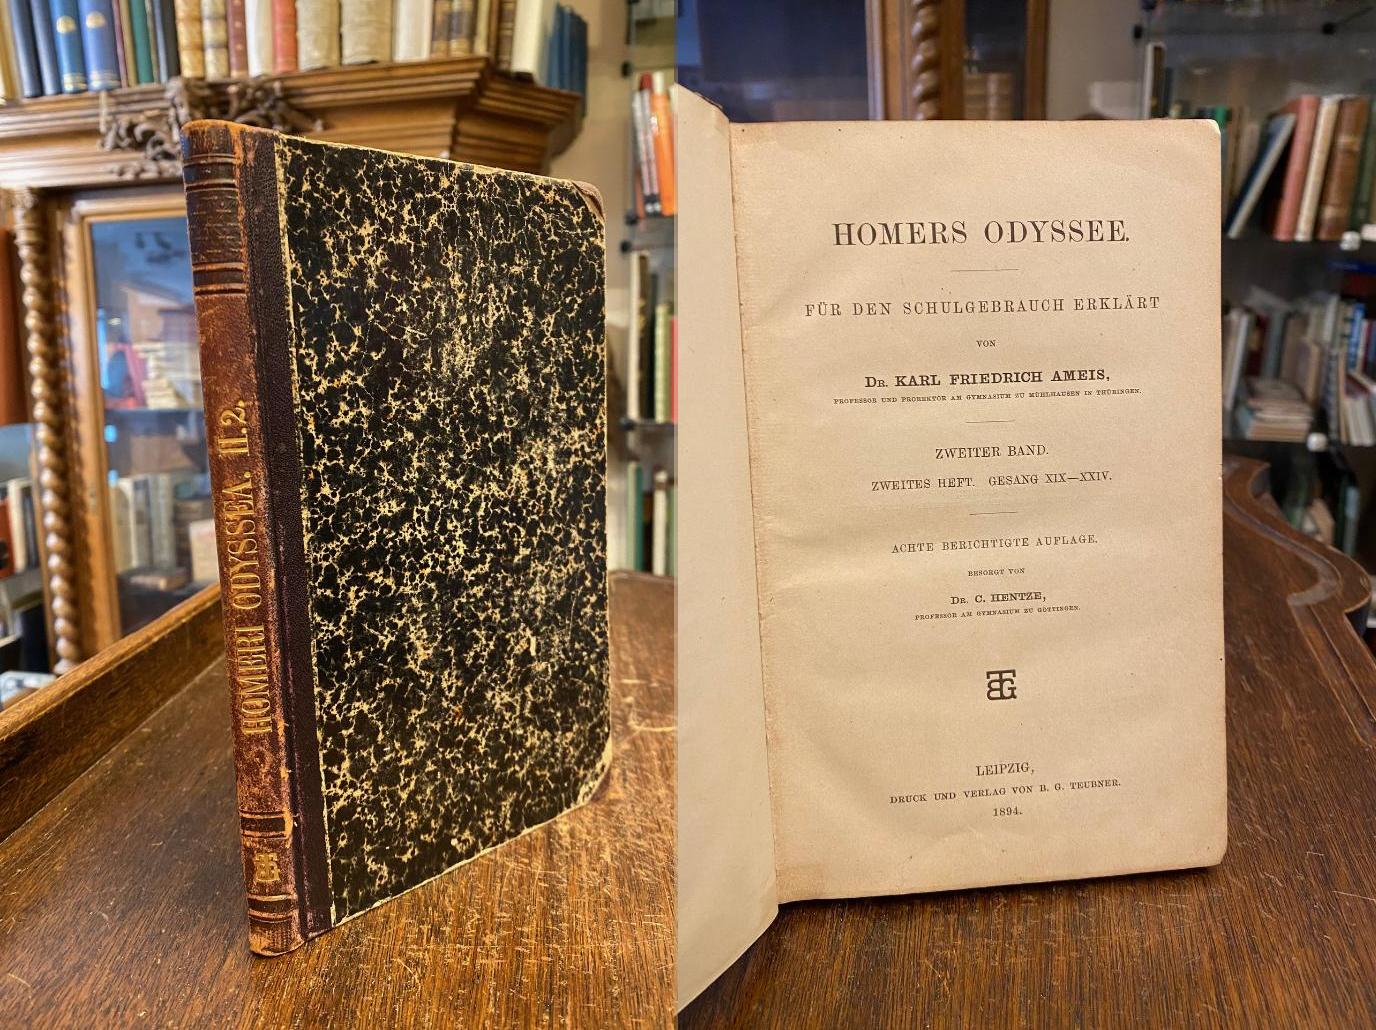 HOMERI ODYSSEA. II.2.
BTG
HOMERS ODYSSEE.
FÜR DEN SCHULGEBRAUCH ERKLÄRT
VON
DR. KARL FRIEDRICH AMEIS,
PROFESSOR UND PROREKTOR AM GYMNASIUM ZU MÜHLHAUSEN IN THÜRINGEN.
ZWEITER BAND.
ZWEITES HEFT. GESANG XIX—XXIV.
ACHTE BERICHTIGTE AUFLAGE.
BESORGT VON
DR. C. HENTZE,
PROFESSOR AM GYMNASIUM ZU GÖTTINGEN.
BTG
LEIPZIG,
DRUCK UND VERLAG VON B. G. TEUBNER.
1894.